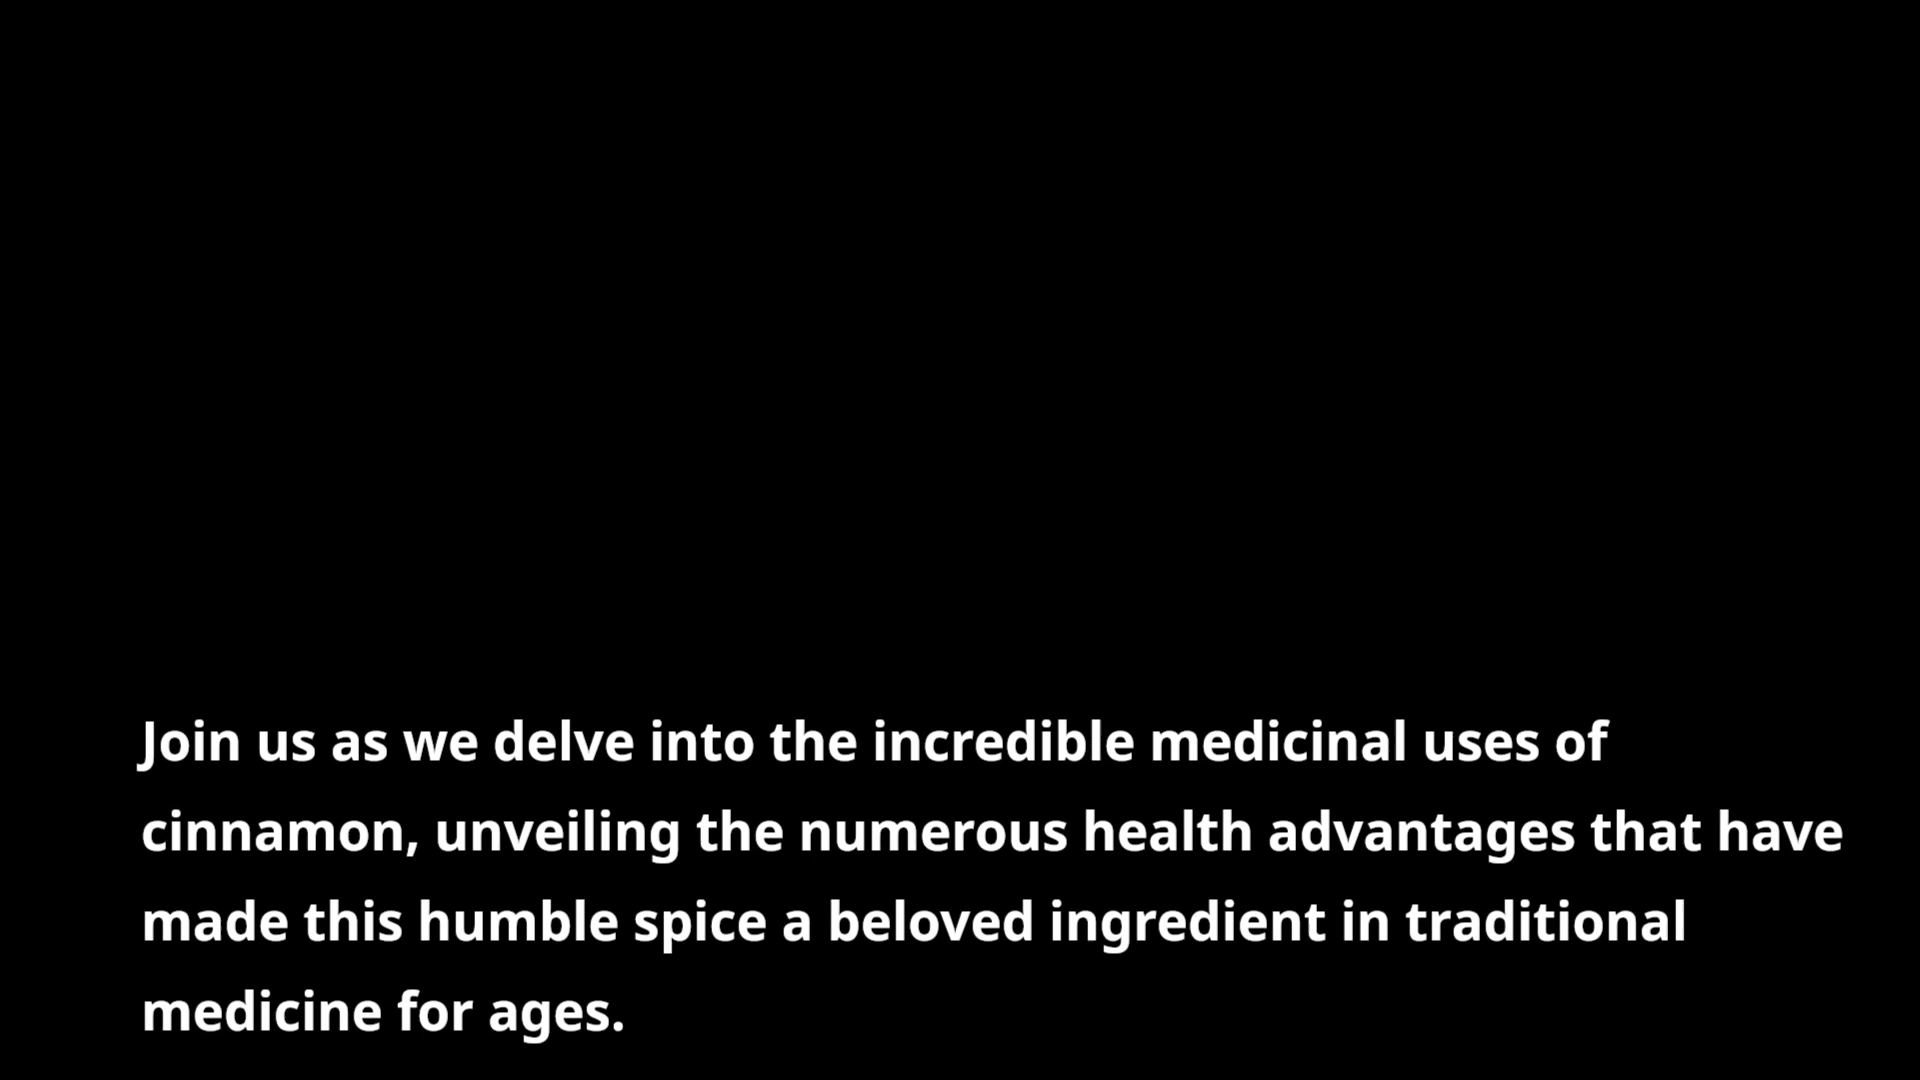 Join us as we delve into the incredible medicinal uses of
cinnamon, unveiling the numerous health advantages that have
made this humble spice a beloved ingredient in traditional
medicine for ages.